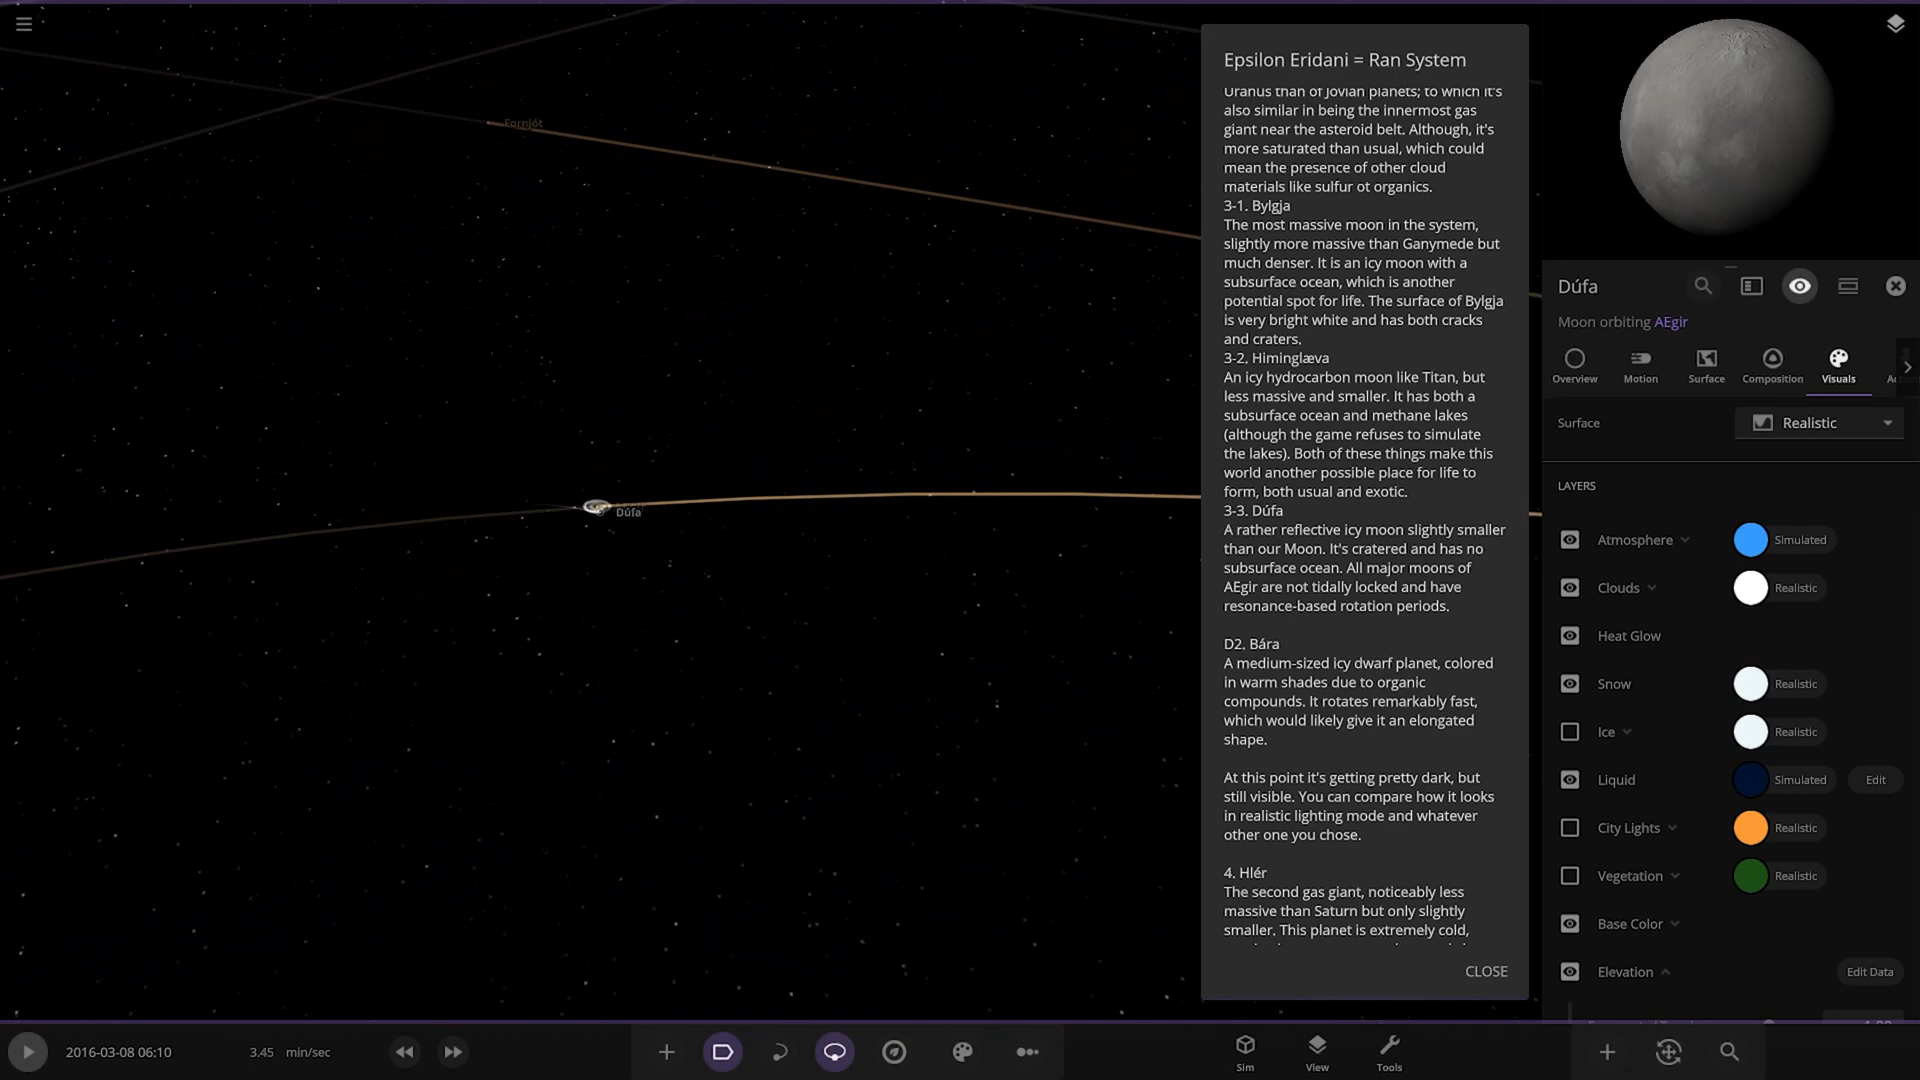 Fornjót
Dúfa
Epsilon Eridani = Ran System
Uranus than of Jovian planets; to which it's
also similar in being the innermost gas
giant near the asteroid belt. Although, it's
more saturated than usual, which could
mean the presence of other cloud
materials like sulfur ot organics.
3-1. Bylgja
The most massive moon in the system,
slightly more massive than Ganymede but
much denser. It is an icy moon with a
subsurface ocean, which is another
potential spot for life. The surface of Bylgja
is very bright white and has both cracks
and craters.
3-2. Himinglæva
An icy hydrocarbon moon like Titan, but
less massive and smaller. It has both a
subsurface ocean and methane lakes
(although the game refuses to simulate
the lakes). Both of these things make this
world another possible place for life to
form, both usual and exotic.
3-3. Dúfa
A rather reflective icy moon slightly smaller
than our Moon. It's cratered and has no
subsurface ocean. All major moons of
AEgir are not tidally locked and have
resonance-based rotation periods.
D2. Bára
A medium-sized icy dwarf planet, colored
in warm shades due to organic
compounds. It rotates remarkably fast,
which would likely give it an elongated
shape.
At this point it's getting pretty dark, but
still visible. You can compare how it looks
in realistic lighting mode and whatever
other one you chose.
4. Hlér
The second gas giant, noticeably less
massive than Saturn but only slightly
smaller. This planet is extremely cold,
CLOSE
Dúfa
Moon orbiting AEgir
Overview Motion Surface Composition Visuals
Surface Realistic
LAYERS
Atmosphere Simulated
Clouds Realistic
Heat Glow
Snow Realistic
Ice Realistic
Liquid Simulated Edit
City Lights Realistic
Vegetation Realistic
Base Color
Elevation Edit Data
2016-03-08 06:10 3.45 min/sec
Sim View Tools